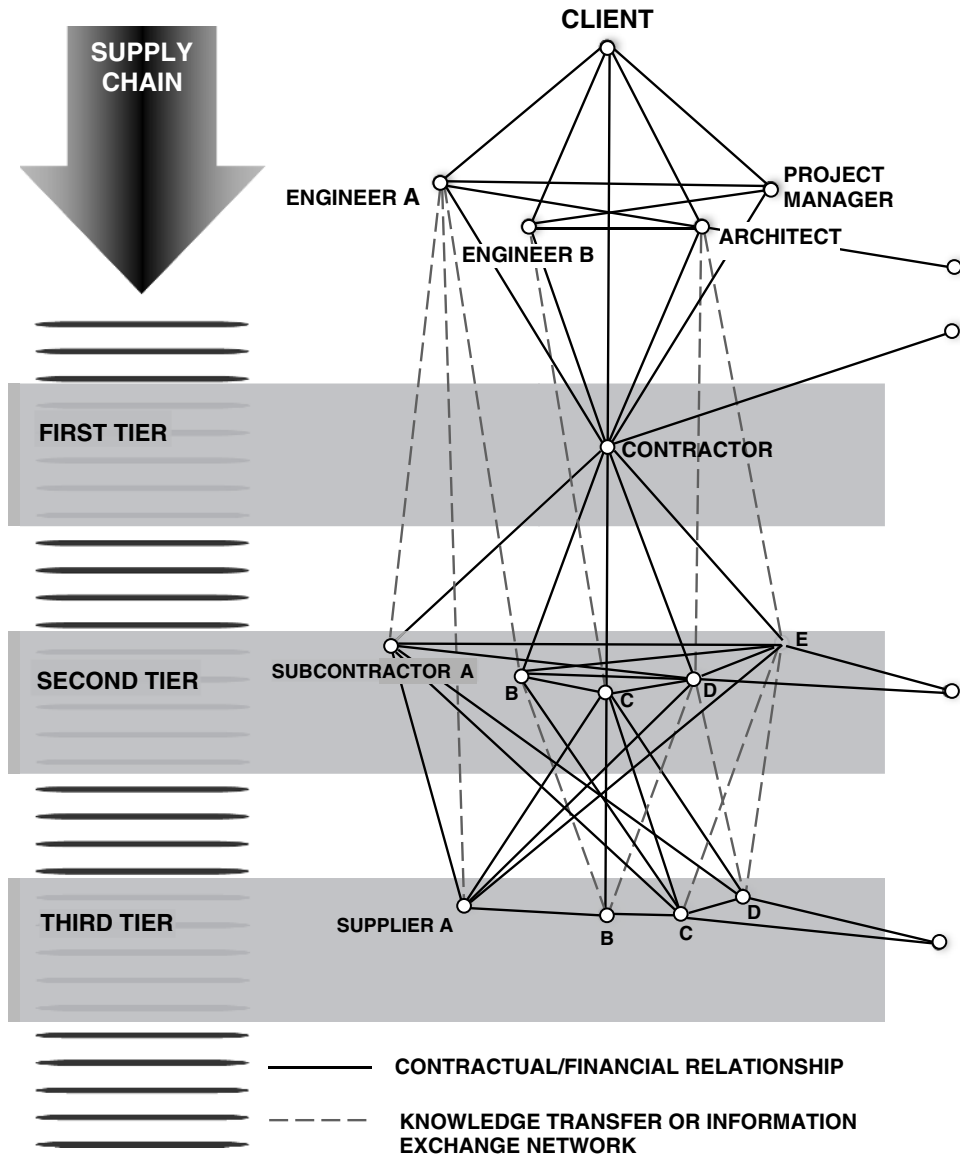 CLIENT
SUPPLY
CHAIN
PROJECT
MANAGER
ENGINEER A
ARCHITECT
ENGINEER B
FIRST TIER
CONTRACTOR
E
SUBCONTRACTOR A
SECOND TIER
B
C
D
THIRD TIER
SUPPLIER A
B
C
D
CONTRACTUAL/FINANCIAL RELATIONSHIP
KNOWLEDGE TRANSFER OR INFORMATION
EXCHANGE NETWORK